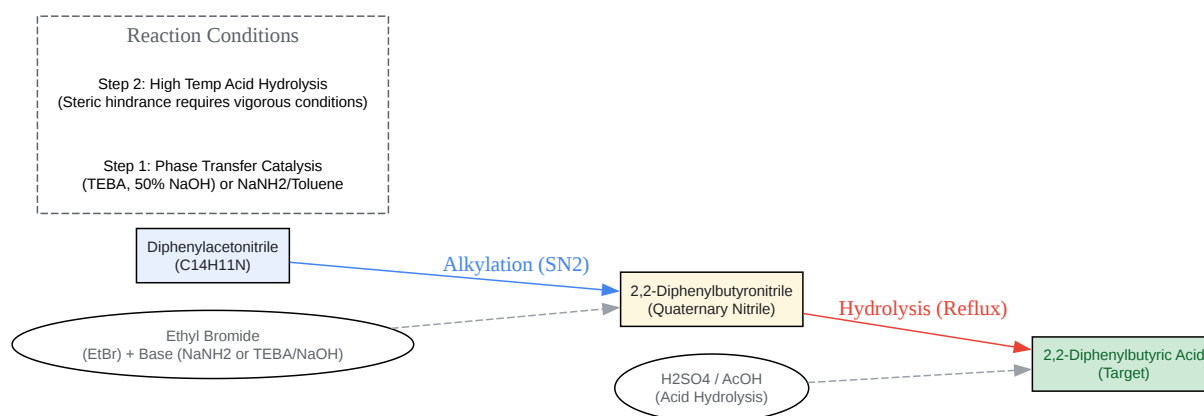 Reaction Conditions
Step 2: High Temp Acid Hydrolysis
(Steric hindrance requires vigorous conditions)
Step 1: Phase Transfer Catalysis
(TEBA, 50% NaOH) or NaNH2/Toluene
Diphenylacetonitrile
(C14H11N)
Alkylation (SN2)
2,2-Diphenylbutyronitrile
(Quaternary Nitrile)
Hydrolysis (Reflux)
Ethyl Bromide
(EtBr) + Base (NaNH2 or TEBA/NaOH)
2,2-Diphenylbutyric Acid
(Target)
H2SO4 / AcOH
(Acid Hydrolysis)